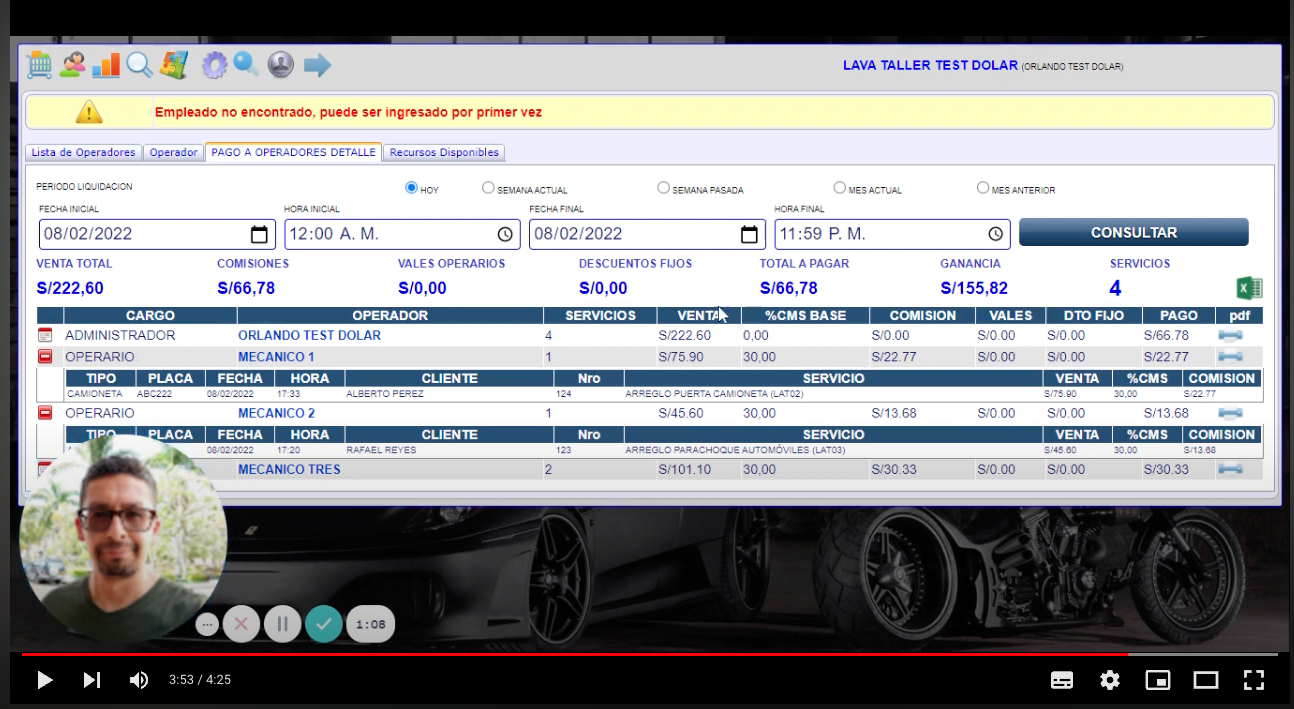 LAVA TALLER TEST DOLAR (ORLANDO TEST DOLAR)
Empleado no encontrado, puede ser ingresado por primer vez
Lista de Operadores Operador PAGO A OPERADORES DETALLE Recursos Disponibles
PERIODO LIQUIDACION HOY SEMANA ACTUAL SEMANA PASADA MES ACTUAL MES ANTERIOR
FECHA INICIAL HORA INICIAL FECHA FINAL HORA FINAL
08/02/2022 12:00 A. M. 08/02/2022 11:59 P. M. CONSULTAR
VENTA TOTAL COMISIONES VALES OPERARIOS DESCUENTOS FIJOS TOTAL A PAGAR GANANCIA SERVICIOS
S/222,60 S/66,78 S/0,00 S/0,00 S/66,78 S/155,82 4
CARGO OPERADOR SERVICIOS VENTA %CMS BASE COMISION VALES DTO FIJO PAGO pdf
ADMINISTRADOR ORLANDO TEST DOLAR 4 S/222.60 0,00 S/0.00 S/0.00 S/0.00 S/66.78
OPERARIO MECANICO 1 1 S/75.90 30,00 S/22.77 S/0.00 S/0.00 S/22.77
TIPO PLACA FECHA HORA CLIENTE Nro SERVICIO VENTA %CMS COMISION
CAMIONETA ABC222 08/02/2022 17:33 ALBERTO PEREZ 124 ARREGLO PUERTA CAMIONETA (LAT02) S/75.90 30,00 S/22.77
OPERARIO MECANICO 2 1 S/45.60 30,00 S/13.68 S/0.00 S/0.00 S/13.68
TIPO PLACA FECHA HORA CLIENTE Nro SERVICIO VENTA %CMS COMISION
08/02/2022 17:20 RAFAEL REYES 123 ARREGLO PARACHOQUE AUTOMÓVILES (LAT03) S/45.60 30,00 S/13.68
MECANICO TRES 2 S/101.10 30,00 S/30.33 S/0.00 S/0.00 S/30.33
1:08
3:53 / 4:25